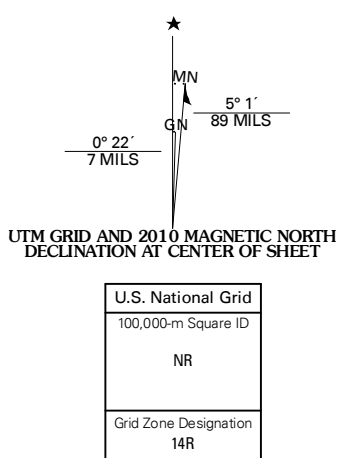 ★
MN
5° 1´
89 MILS
GN
0° 22´
7 MILS
UTM GRID AND 2010 MAGNETIC NORTH
DECLINATION AT CENTER OF SHEET
U.S. National Grid
100,000-m Square ID
NR
Grid Zone Designation
14R